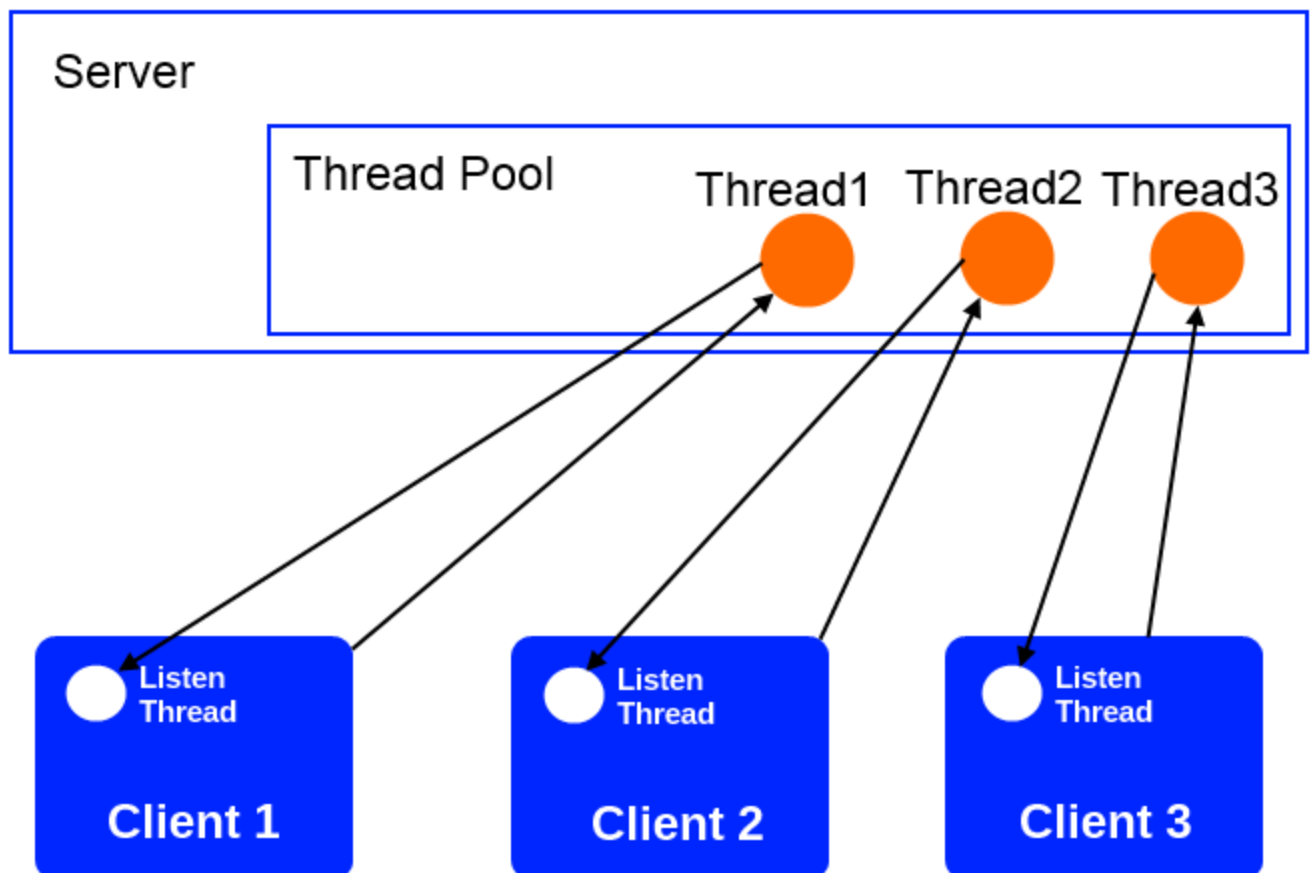 Server
Thread Pool
Thread1
Thread2
Thread3
Listen
Thread
Client 1
Listen
Thread
Client 2
Listen
Thread
Client 3